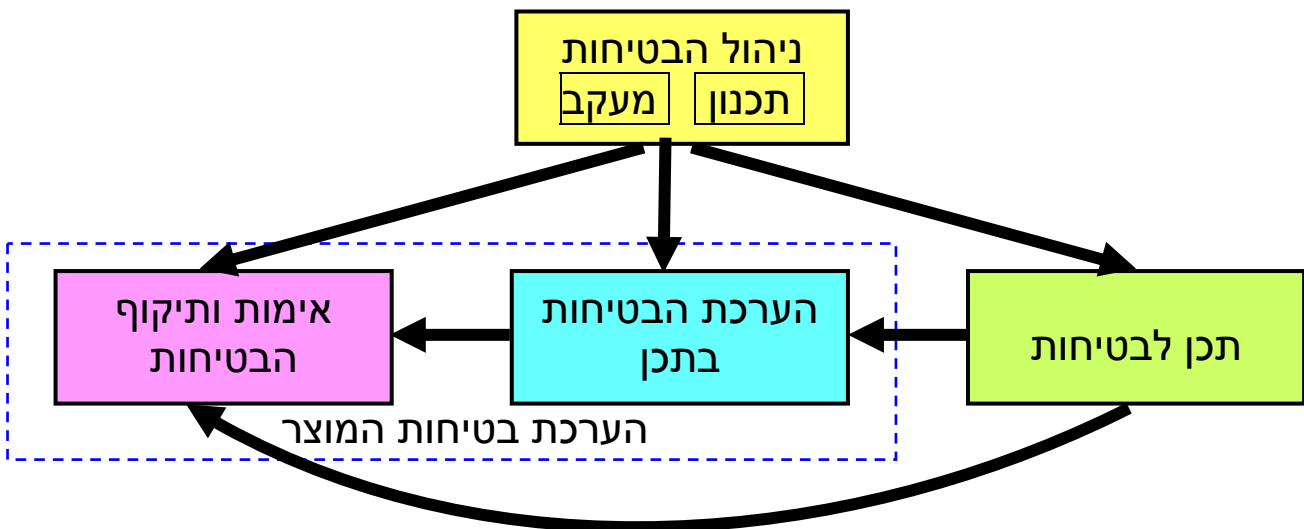 ניהול הבטיחות
תכנון מעקב
תכן לבטיחות
הערכת הבטיחות
בתכן
אימות ותיקוף
הבטיחות
הערכת בטיחות המוצר